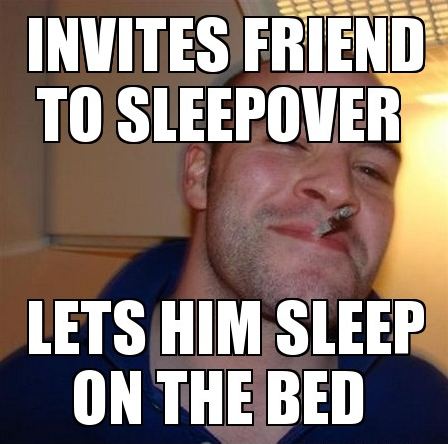 INVITES FRIEND
TO SLEEPOVER
LETS HIM SLEEP
ON THE BED